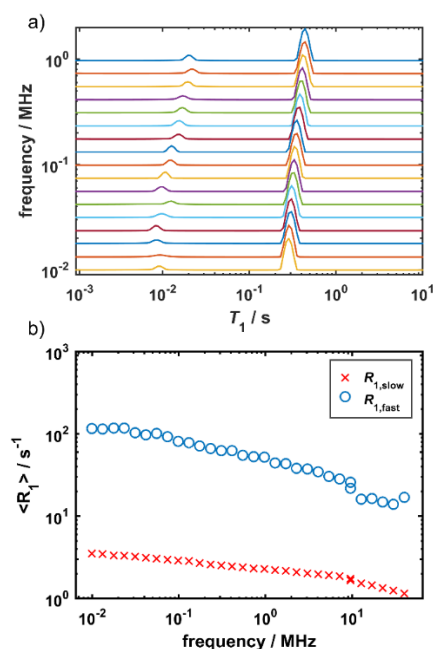 a)
frequency / MHz
10⁰
10⁻¹
10⁻²
10⁻³ 10⁻² 10⁻¹ 10⁰ 10¹
T₁ / s
b)
<R₁> / s⁻¹
10³
10²
10¹
10⁰
R₁,slow
R₁,fast
10⁻² 10⁻¹ 10⁰ 10¹
frequency / MHz